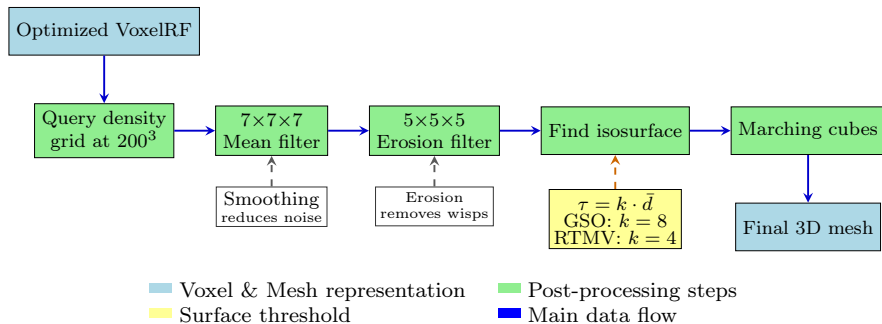 Optimized VoxelRF
Query density
grid at 200³
7×7×7
Mean filter
5×5×5
Erosion filter
Find isosurface
Marching cubes
Smoothing
reduces noise
Erosion
removes wisps
τ = k · d̄
GSO: k = 8
RTMV: k = 4
Final 3D mesh
Voxel & Mesh representation
Post-processing steps
Surface threshold
Main data flow